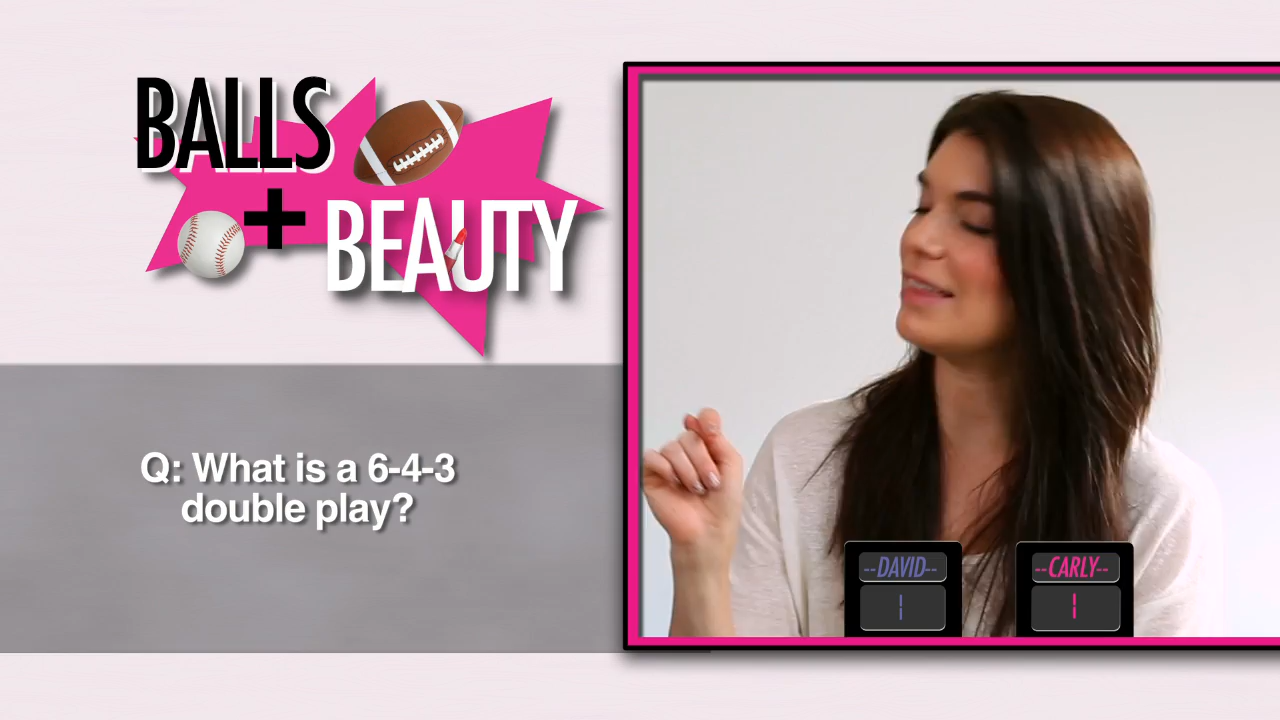 BALLS
+
BEAUTY
Q: What is a 6-4-3
double play?
--DAVID--
1
--CARLY--
1